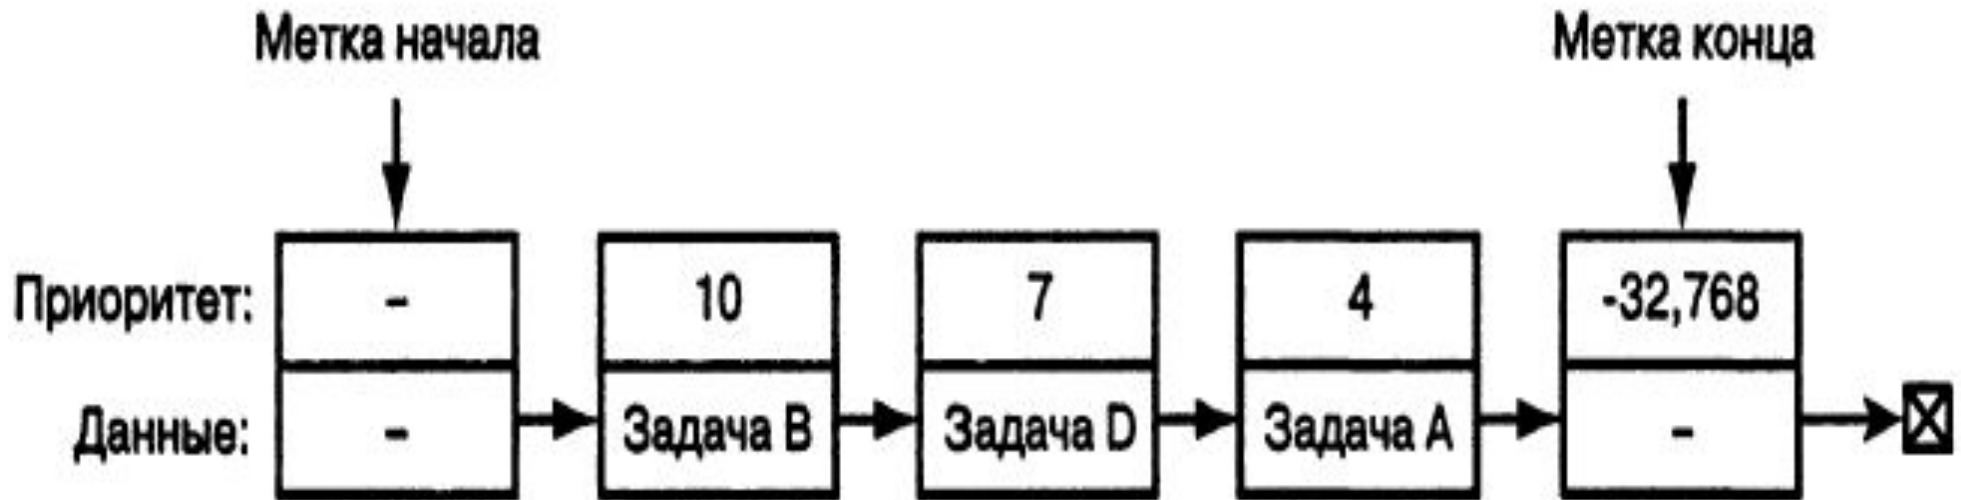 Метка начала Метка конца
Приоритет: - 10 7 4 -32,768
Данные: - Задача B Задача D Задача A -